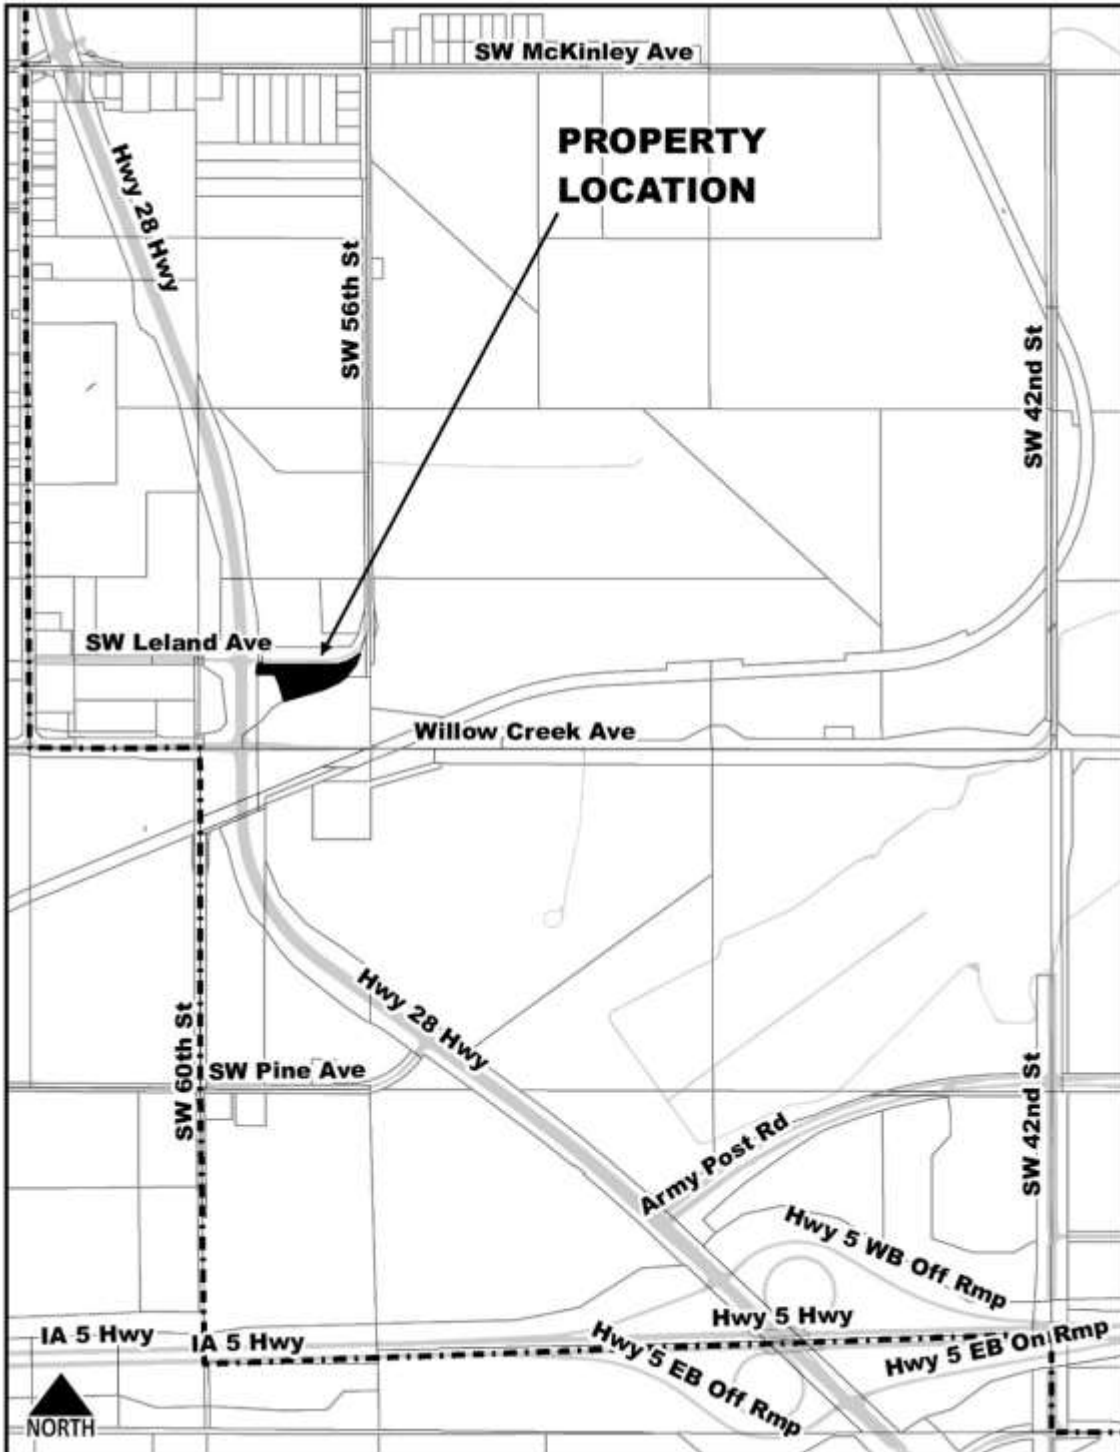 SW McKinley Ave
PROPERTY
LOCATION
Hwy 28 Hwy
SW 56th St
SW 42nd St
SW Leland Ave
Willow Creek Ave
Hwy 28 Hwy
SW 60th St
SW Pine Ave
SW 42nd St
Army Post Rd
Hwy 5 WB Off Rmp
Hwy 5 Hwy
IA 5 Hwy
IA 5 Hwy
Hwy 5 EB Off Rmp
Hwy 5 EB On Rmp
NORTH